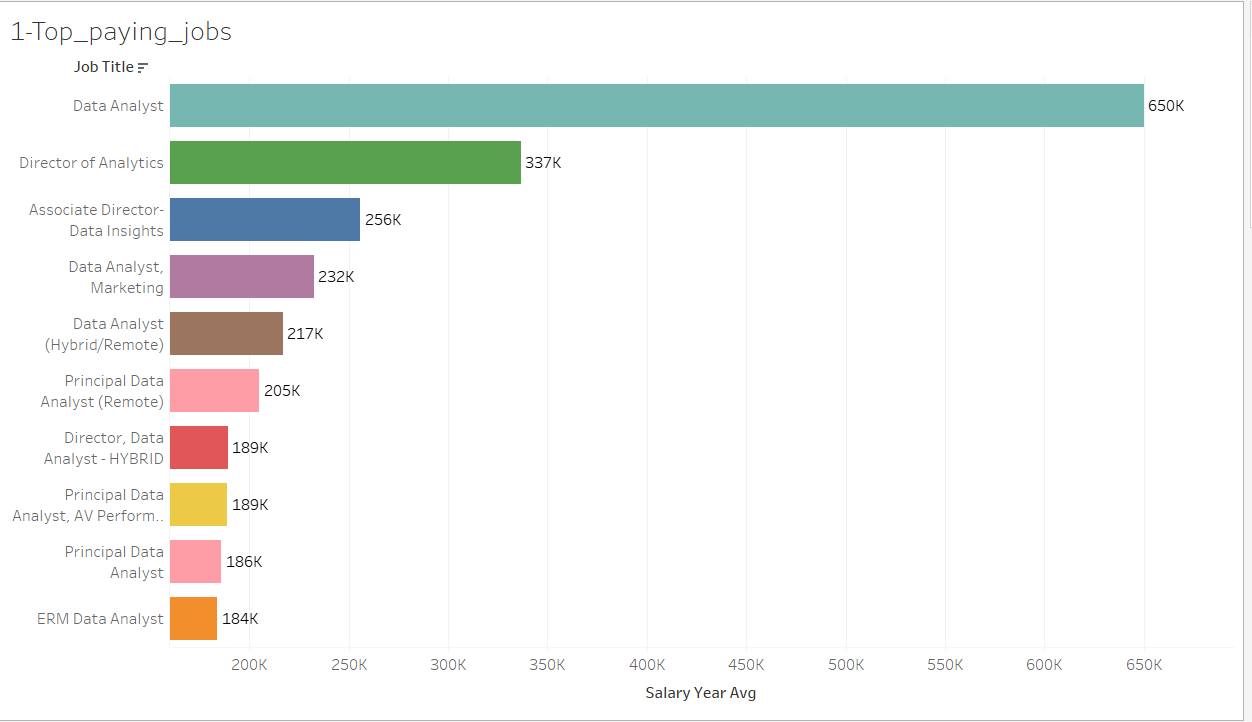 1-Top_paying_jobs
Job Title
Data Analyst
650K
Director of Analytics
337K
Associate Director-
Data Insights
256K
Data Analyst,
Marketing
232K
Data Analyst
(Hybrid/Remote)
217K
Principal Data
Analyst (Remote)
205K
Director, Data
Analyst - HYBRID
189K
Principal Data
Analyst, AV Perform..
189K
Principal Data
Analyst
186K
ERM Data Analyst
184K
200K 250K 300K 350K 400K 450K 500K 550K 600K 650K
Salary Year Avg